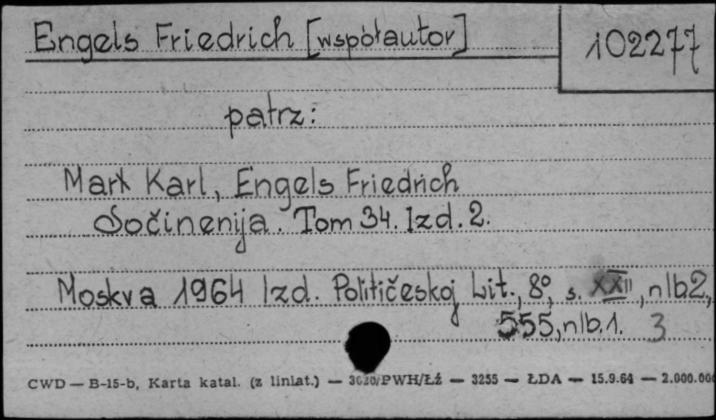 Engels Friedrich [współautor]
102277
patrz:
Marx Karl, Engels Friedrich
Sočinenija. Tom 34. Izd. 2.
Moskva 1964 Izd. Političeskoj Lit., 8°, s. XXII, nlb2,
555, nlb.1. 3
CWD — B-15-b, Karta katal. (z liniat.) — /PWH/Łź — 3255 — ŁDA — 15.9.64 — 2.000.000